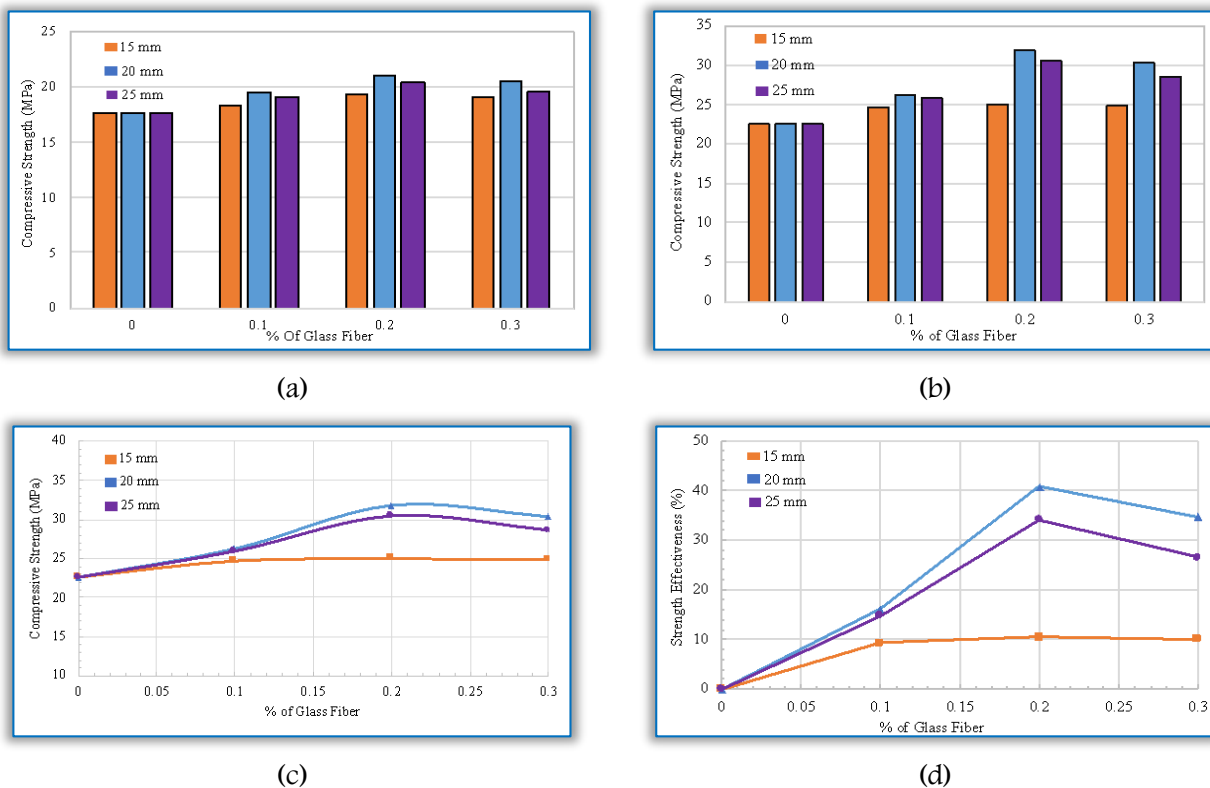 25
20
15
10
5
0
Compressive Strength (MPa)
15 mm
20 mm
25 mm
0 0.1 0.2 0.3
% Of Glass Fiber
(a)
35
30
25
20
15
10
5
0
Compressive Strength (MPa)
15 mm
20 mm
25 mm
0 0.1 0.2 0.3
% of Glass Fiber
(b)
40
35
30
25
20
15
10
Compressive Strength (MPa)
15 mm
20 mm
25 mm
0 0.05 0.1 0.15 0.2 0.25 0.3
% of Glass Fiber
(c)
50
40
30
20
10
0
Strength Effectiveness (%)
15 mm
20 mm
25 mm
0 0.05 0.1 0.15 0.2 0.25 0.3
% of Glass Fiber
(d)